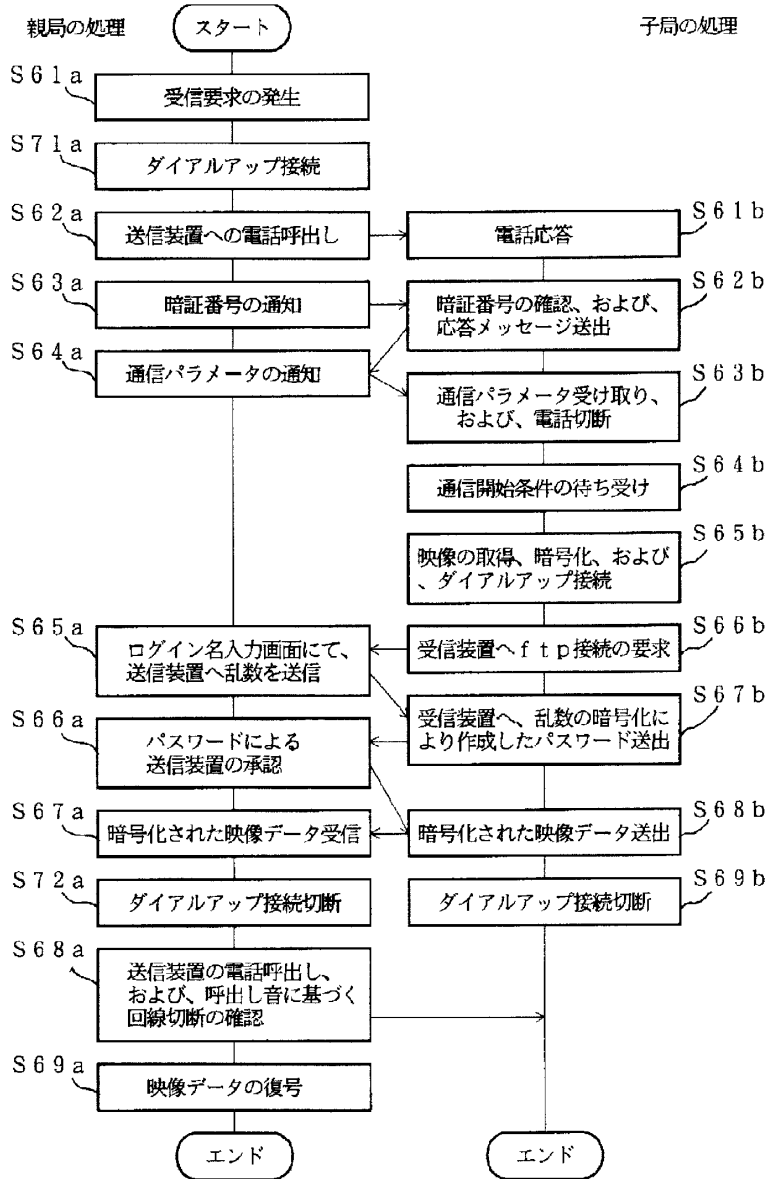 親局の処理
スタート
子局の処理
S61a
受信要求の発生
S71a
ダイアルアップ接続
S62a
送信装置への電話呼出し
S61b
電話応答
S63a
暗証番号の通知
S62b
暗証番号の確認、および、
応答メッセージ送出
S64a
通信パラメータの通知
S63b
通信パラメータ受け取り、
および、電話切断
S64b
通信開始条件の待ち受け
S65b
映像の取得、暗号化、および
、ダイアルアップ接続
S65a
ログイン名入力画面にて、
送信装置へ乱数を送信
S66b
受信装置へftp接続の要求
S67b
受信装置へ、乱数の暗号化に
より作成したパスワード送出
S66a
パスワードによる
送信装置の承認
S67a
暗号化された映像データ受信
S68b
暗号化された映像データ送出
S72a
ダイアルアップ接続切断
S69b
ダイアルアップ接続切断
S68a
送信装置の電話呼出し、
および、呼出し音に基づく
回線切断の確認
S69a
映像データの復号
エンド
エンド